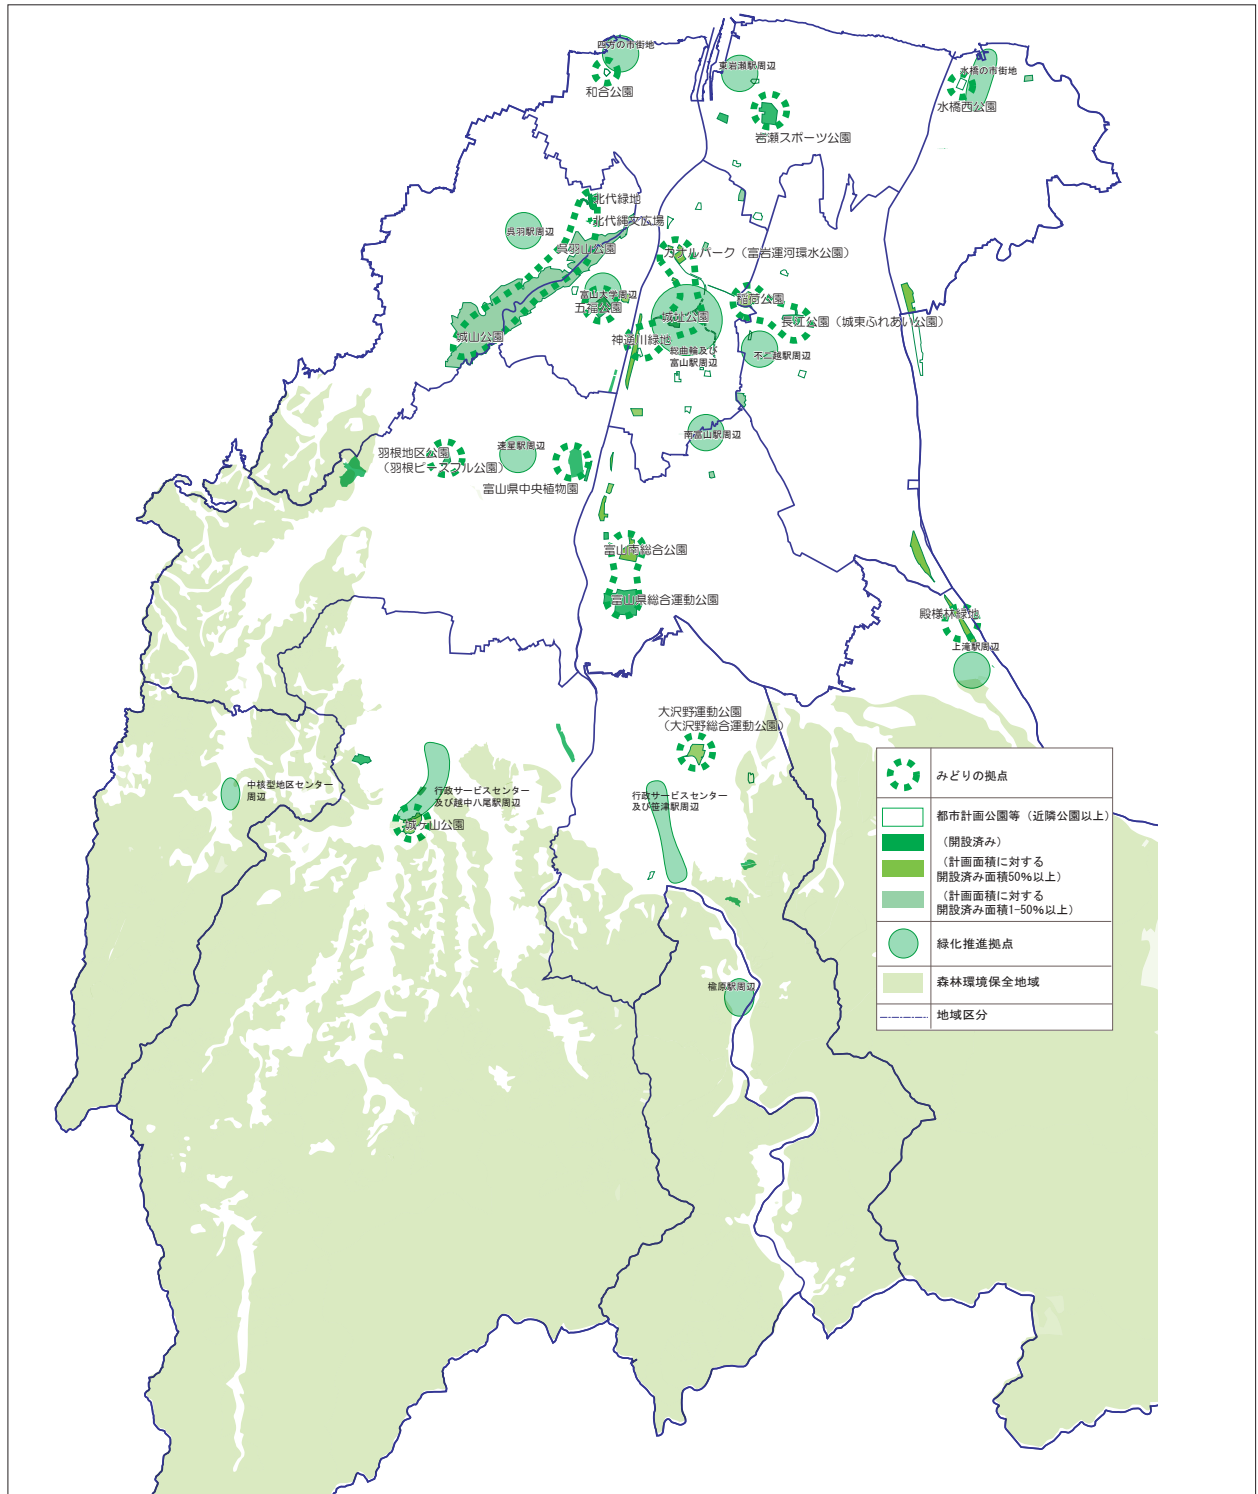 四方の市街地
和合公園
東岩瀬駅周辺
岩瀬スポーツ公園
水橋の市街地
水橋西公園
北代緑地
北代縄文広場
呉羽駅周辺
呉羽山公園
カナルパーク（富岩運河環水公園）
富山大学周辺
五福公園
稲荷公園
城址公園
長江公園（城東ふれあい公園）
城山公園
神通川緑地
総曲輪及び
富山駅周辺
不二越駅周辺
南富山駅周辺
速星駅周辺
羽根地区公園
（羽根ピースフル公園）
富山県中央植物園
富山南総合公園
富山県総合運動公園
殿様林緑地
上滝駅周辺
大沢野運動公園
（大沢野総合運動公園）
中核型地区センター
周辺
行政サービスセンター
及び越中八尾駅周辺
城ヶ山公園
行政サービスセンター
及び笹津駅周辺
楡原駅周辺
みどりの拠点
都市計画公園等（近隣公園以上）
（開設済み）
（計画面積に対する
開設済み面積50％以上）
（計画面積に対する
開設済み面積1-50％以上）
緑化推進拠点
森林環境保全地域
地域区分